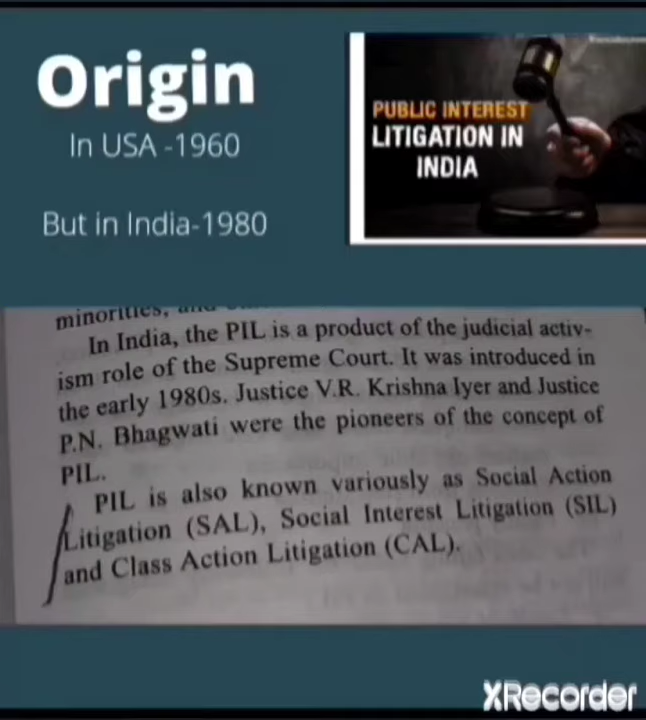 Origin
In USA -1960
But in India-1980
PUBLIC INTEREST
LITIGATION IN
INDIA
minorities, and
In India, the PIL is a product of the judicial activ-
ism role of the Supreme Court. It was introduced in
the early 1980s. Justice V.R. Krishna Iyer and Justice
P.N. Bhagwati were the pioneers of the concept of
PIL.
PIL is also known variously as Social Action
Litigation (SAL), Social Interest Litigation (SIL)
and Class Action Litigation (CAL).
XRecorder